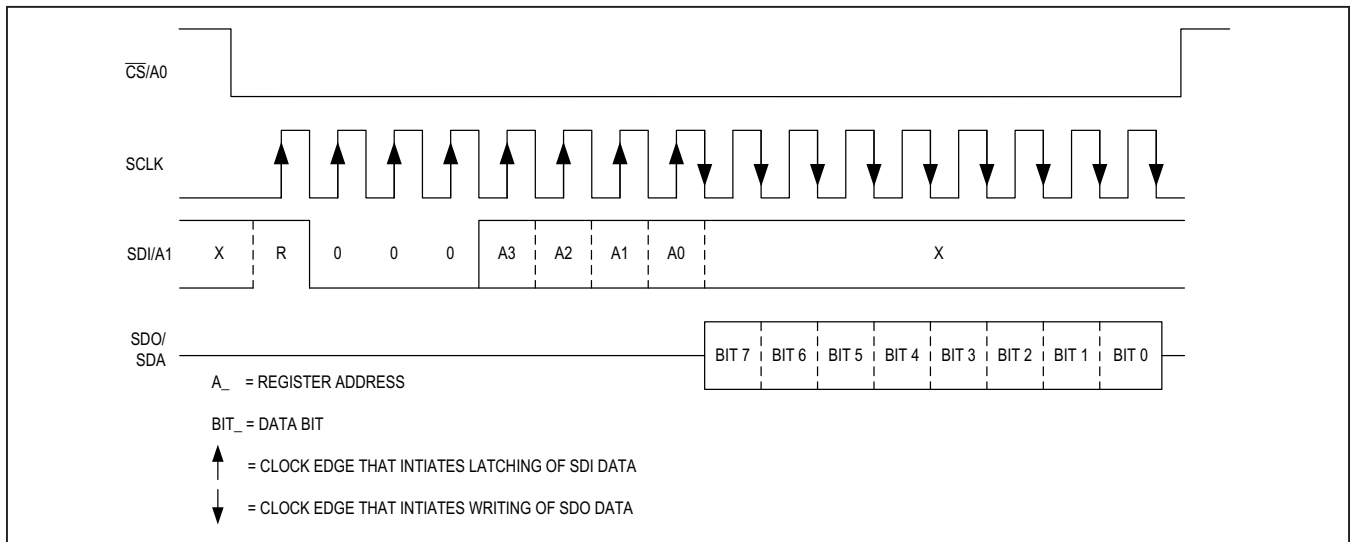 CS/A0
SCLK
SDI/A1 X R 0 0 0 A3 A2 A1 A0 X
SDO/
SDA
BIT 7 BIT 6 BIT 5 BIT 4 BIT 3 BIT 2 BIT 1 BIT 0
A_ = REGISTER ADDRESS
BIT_ = DATA BIT
= CLOCK EDGE THAT INTIATES LATCHING OF SDI DATA
= CLOCK EDGE THAT INTIATES WRITING OF SDO DATA